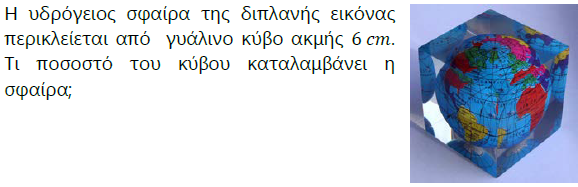 Η υδρόγειος σφαίρα της διπλανής εικόνας
περικλείεται από γυάλινο κύβο ακμής 6 cm.
Τι ποσοστό του κύβου καταλαμβάνει η
σφαίρα;